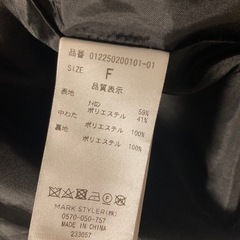 品番 012250200101-01
SIZE F
品質表示
表地 ナイロン 59%
ポリエステル 41%
中わた ポリエステル 100%
裏地 ポリエステル 100%
MARK STYLER(株)
0570-050-757
MADE IN CHINA
233057